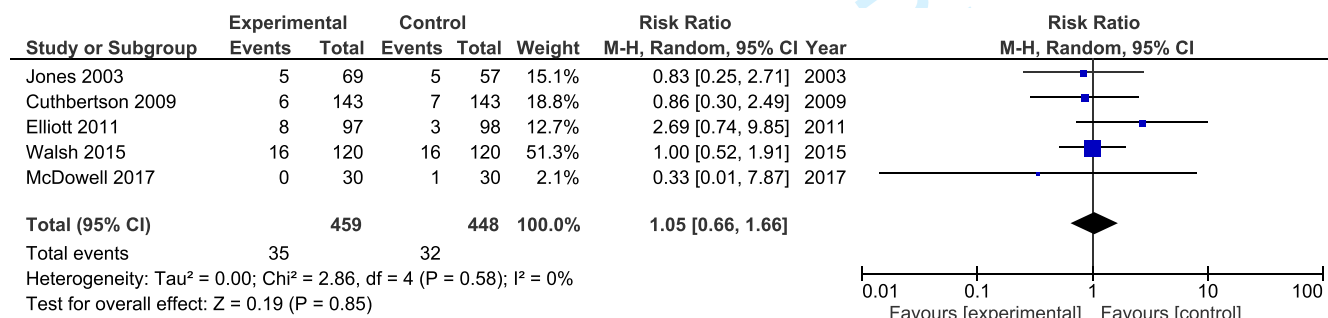 Experimental Control Risk Ratio Risk Ratio
Study or Subgroup Events Total Events Total Weight M-H, Random, 95% CI Year M-H, Random, 95% CI
Jones 2003 5 69 5 57 15.1% 0.83 [0.25, 2.71] 2003
Cuthbertson 2009 6 143 7 143 18.8% 0.86 [0.30, 2.49] 2009
Elliott 2011 8 97 3 98 12.7% 2.69 [0.74, 9.85] 2011
Walsh 2015 16 120 16 120 51.3% 1.00 [0.52, 1.91] 2015
McDowell 2017 0 30 1 30 2.1% 0.33 [0.01, 7.87] 2017
Total (95% CI) 459 448 100.0% 1.05 [0.66, 1.66]
Total events 35 32
Heterogeneity: Tau² = 0.00; Chi² = 2.86, df = 4 (P = 0.58); I² = 0%
Test for overall effect: Z = 0.19 (P = 0.85)
0.01 0.1 1 10 100
Favours [experimental] Favours [control]